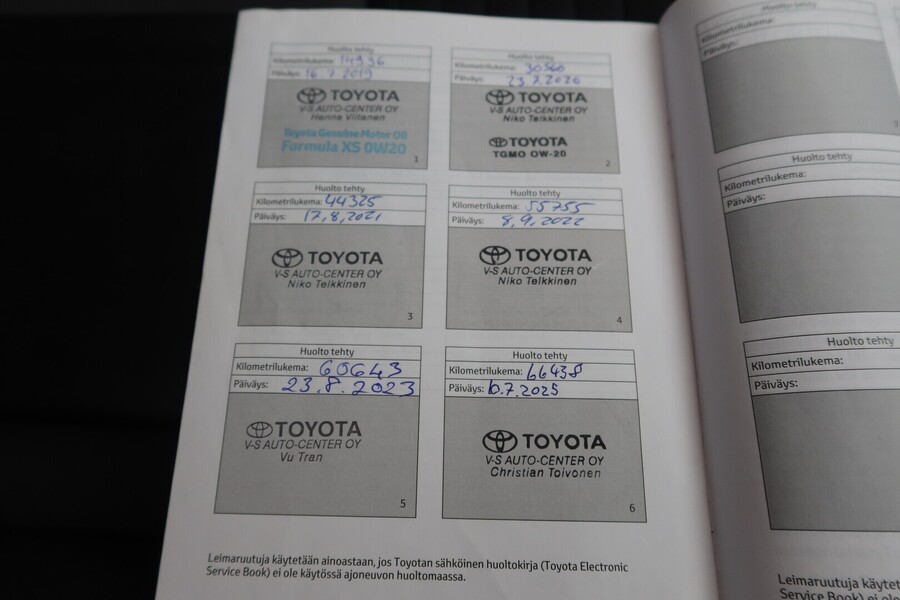 Huolto tehty
Kilometrilukema: 14936
Päiväys: 16.7.2019
TOYOTA
V-S AUTO-CENTER OY
Henna Viitanen
Toyota Genuine Motor Oil
Formula XS 0W20
1
Huolto tehty
Kilometrilukema: 30560
Päiväys: 23.7.2020
TOYOTA
V-S AUTO-CENTER OY
Niko Telkkinen
TOYOTA
TGMO OW-20
2
Huolto tehty
Kilometrilukema: 44325
Päiväys: 17,8,2021
TOYOTA
V-S AUTO-CENTER OY
Niko Telkkinen
3
Huolto tehty
Kilometrilukema: 55755
Päiväys: 8,9,2022
TOYOTA
V-S AUTO-CENTER OY
Niko Telkkinen
4
Huolto tehty
Kilometrilukema: 60643
Päiväys: 23.8.2023
TOYOTA
V-S AUTO-CENTER OY
Vu Tran
5
Huolto tehty
Kilometrilukema: 66438
Päiväys: 10.7.2025
TOYOTA
V-S AUTO-CENTER OY
Christian Toivonen
6
Leimaruutuja käytetään ainoastaan, jos Toyotan sähköinen huoltokirja (Toyota Electronic
Service Book) ei ole käytössä ajoneuvon huoltomaassa.
Huolto tehty
Kilometrilukema:
Päiväys:
Huolto tehty
Kilometrilukema:
Päiväys:
Huolto tehty
Kilometrilukema:
Päiväys:
Leimaruutuja
Service Book)